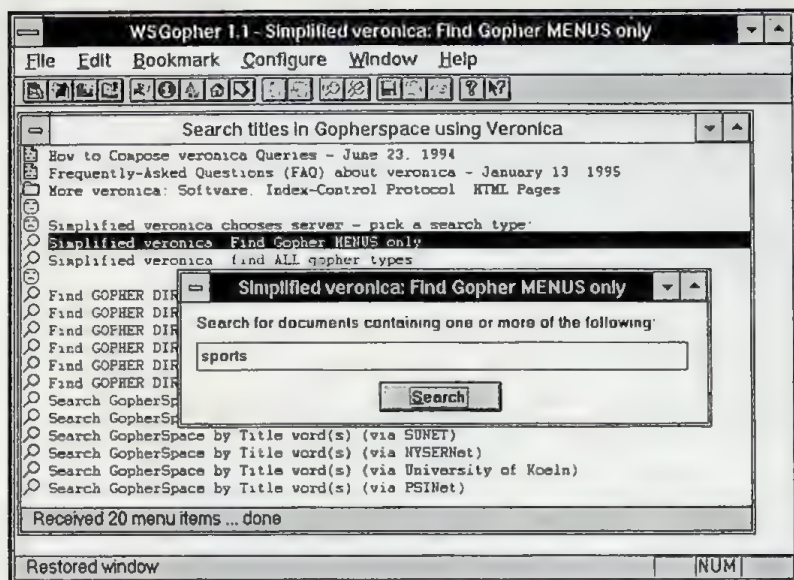 WSGopher 1.1 - Simplified veronica: Find Gopher MENUS only
File Edit Bookmark Configure Window Help
Search titles in Gopherspace using Veronica
How to Compose veronica Queries - June 23, 1994
Frequently-Asked Questions (FAQ) about veronica - January 13 1995
More veronica: Software, Index-Control Protocol HTML Pages
Simplified veronica chooses server - pick a search type:
Simplified veronica Find Gopher MENUS only
Simplified veronica find ALL gopher types
Find GOPHER DIR
Find GOPHER DIR
Find GOPHER DIR
Find GOPHER DIR
Find GOPHER DIR
Find GOPHER DIR
Search GopherSp
Search GopherSp
Simplified veronica: Find Gopher MENUS only
Search for documents containing one or more of the following:
sports
Search
Search GopherSpace by Title word(s) (via SUNET)
Search GopherSpace by Title word(s) (via NYSERNet)
Search GopherSpace by Title word(s) (via University of Koeln)
Search GopherSpace by Title word(s) (via PSINet)
Received 20 menu items ... done
Restored window NUM